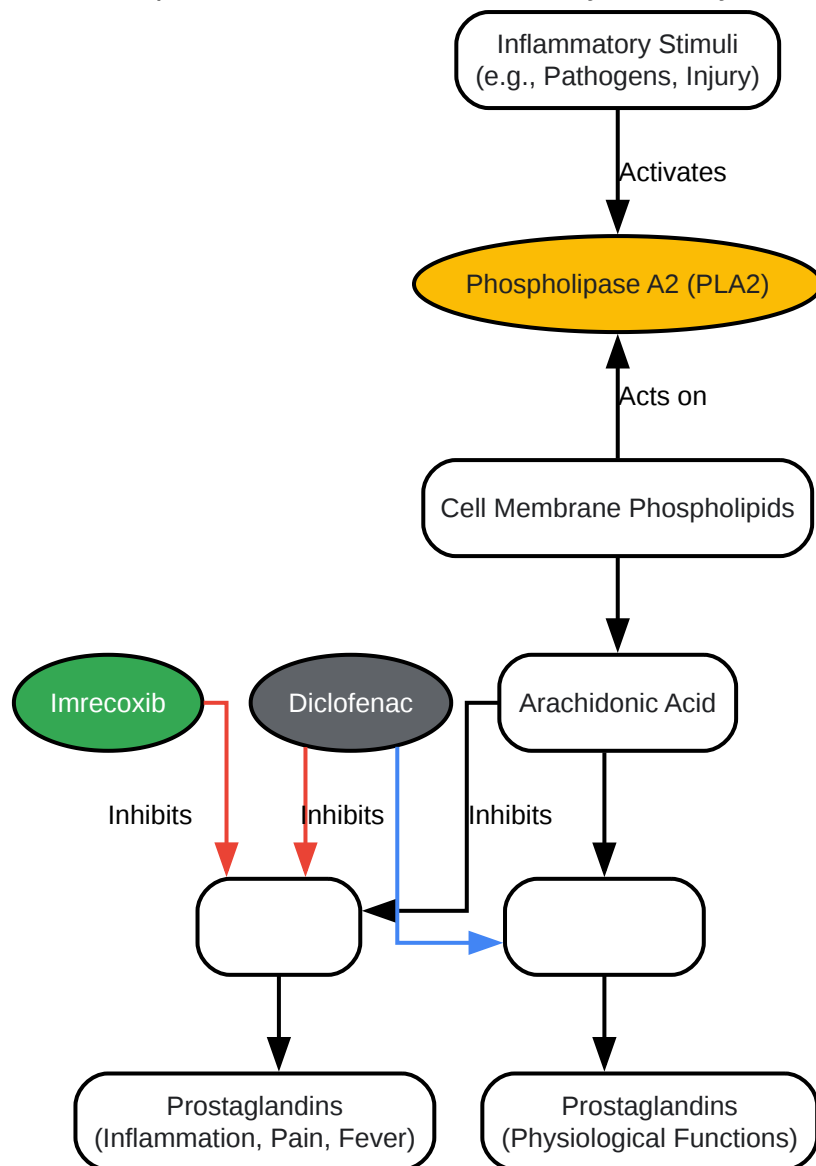 Inflammatory Stimuli
(e.g., Pathogens, Injury)
Activates
Phospholipase A2 (PLA2)
Acts on
Cell Membrane Phospholipids
Imrecoxib
Diclofenac
Arachidonic Acid
Inhibits
Inhibits
Inhibits
Prostaglandins
(Inflammation, Pain, Fever)
Prostaglandins
(Physiological Functions)